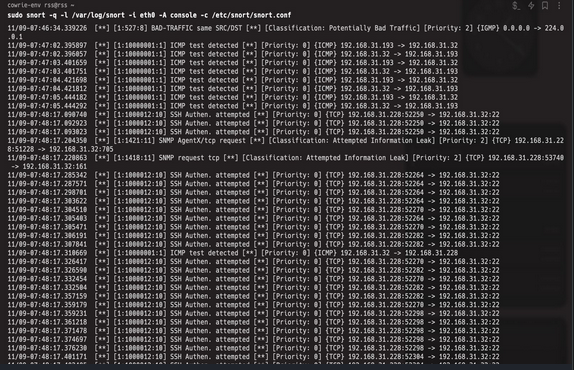 cowrie-env rss@rss ~
sudo snort -q -l /var/log/snort -i eth0 -A console -c /etc/snort/snort.conf
11/09-07:46:34.339226 [**] [1:527:8] BAD-TRAFFIC same SRC/DST [**] [Classification: Potentially Bad Traffic] [Priority: 2] {IGMP} 0.0.0.0 -> 224.0
.0.1
11/09-07:47:02.395897 [**] [1:1000001:1] ICMP test detected [**] [Priority: 0] {ICMP} 192.168.31.193 -> 192.168.31.32
11/09-07:47:02.396057 [**] [1:1000001:1] ICMP test detected [**] [Priority: 0] {ICMP} 192.168.31.32 -> 192.168.31.193
11/09-07:47:03.401659 [**] [1:1000001:1] ICMP test detected [**] [Priority: 0] {ICMP} 192.168.31.193 -> 192.168.31.32
11/09-07:47:03.401751 [**] [1:1000001:1] ICMP test detected [**] [Priority: 0] {ICMP} 192.168.31.32 -> 192.168.31.193
11/09-07:47:04.421698 [**] [1:1000001:1] ICMP test detected [**] [Priority: 0] {ICMP} 192.168.31.193 -> 192.168.31.32
11/09-07:47:04.421812 [**] [1:1000001:1] ICMP test detected [**] [Priority: 0] {ICMP} 192.168.31.32 -> 192.168.31.193
11/09-07:47:05.444182 [**] [1:1000001:1] ICMP test detected [**] [Priority: 0] {ICMP} 192.168.31.193 -> 192.168.31.32
11/09-07:47:05.444292 [**] [1:1000001:1] ICMP test detected [**] [Priority: 0] {ICMP} 192.168.31.32 -> 192.168.31.193
11/09-07:48:17.090740 [**] [1:1000012:10] SSH Authen. attempted [**] [Priority: 0] {TCP} 192.168.31.228:52250 -> 192.168.31.32:22
11/09-07:48:17.092923 [**] [1:1000012:10] SSH Authen. attempted [**] [Priority: 0] {TCP} 192.168.31.228:52250 -> 192.168.31.32:22
11/09-07:48:17.093023 [**] [1:1000012:10] SSH Authen. attempted [**] [Priority: 0] {TCP} 192.168.31.228:52250 -> 192.168.31.32:22
11/09-07:48:17.204350 [**] [1:1421:11] SNMP AgentX/tcp request [**] [Classification: Attempted Information Leak] [Priority: 2] {TCP} 192.168.31.22
8:51228 -> 192.168.31.32:705
11/09-07:48:17.220863 [**] [1:1418:11] SNMP request tcp [**] [Classification: Attempted Information Leak] [Priority: 2] {TCP} 192.168.31.228:53740
-> 192.168.31.32:161
11/09-07:48:17.285342 [**] [1:1000012:10] SSH Authen. attempted [**] [Priority: 0] {TCP} 192.168.31.228:52264 -> 192.168.31.32:22
11/09-07:48:17.287571 [**] [1:1000012:10] SSH Authen. attempted [**] [Priority: 0] {TCP} 192.168.31.228:52264 -> 192.168.31.32:22
11/09-07:48:17.298701 [**] [1:1000012:10] SSH Authen. attempted [**] [Priority: 0] {TCP} 192.168.31.228:52264 -> 192.168.31.32:22
11/09-07:48:17.303622 [**] [1:1000012:10] SSH Authen. attempted [**] [Priority: 0] {TCP} 192.168.31.228:52264 -> 192.168.31.32:22
11/09-07:48:17.304510 [**] [1:1000012:10] SSH Authen. attempted [**] [Priority: 0] {TCP} 192.168.31.228:52270 -> 192.168.31.32:22
11/09-07:48:17.305403 [**] [1:1000012:10] SSH Authen. attempted [**] [Priority: 0] {TCP} 192.168.31.228:52264 -> 192.168.31.32:22
11/09-07:48:17.305471 [**] [1:1000012:10] SSH Authen. attempted [**] [Priority: 0] {TCP} 192.168.31.228:52270 -> 192.168.31.32:22
11/09-07:48:17.306191 [**] [1:1000012:10] SSH Authen. attempted [**] [Priority: 0] {TCP} 192.168.31.228:52264 -> 192.168.31.32:22
11/09-07:48:17.307841 [**] [1:1000012:10] SSH Authen. attempted [**] [Priority: 0] {TCP} 192.168.31.228:52270 -> 192.168.31.32:22
11/09-07:48:17.310669 [**] [1:1000001:1] ICMP test detected [**] [Priority: 0] {ICMP} 192.168.31.32 -> 192.168.31.228
11/09-07:48:17.326417 [**] [1:1000012:10] SSH Authen. attempted [**] [Priority: 0] {TCP} 192.168.31.228:52270 -> 192.168.31.32:22
11/09-07:48:17.326598 [**] [1:1000012:10] SSH Authen. attempted [**] [Priority: 0] {TCP} 192.168.31.228:52270 -> 192.168.31.32:22
11/09-07:48:17.332454 [**] [1:1000012:10] SSH Authen. attempted [**] [Priority: 0] {TCP} 192.168.31.228:52270 -> 192.168.31.32:22
11/09-07:48:17.332504 [**] [1:1000012:10] SSH Authen. attempted [**] [Priority: 0] {TCP} 192.168.31.228:52270 -> 192.168.31.32:22
11/09-07:48:17.357159 [**] [1:1000012:10] SSH Authen. attempted [**] [Priority: 0] {TCP} 192.168.31.228:52270 -> 192.168.31.32:22
11/09-07:48:17.359179 [**] [1:1000012:10] SSH Authen. attempted [**] [Priority: 0] {TCP} 192.168.31.228:52270 -> 192.168.31.32:22
11/09-07:48:17.359231 [**] [1:1000012:10] SSH Authen. attempted [**] [Priority: 0] {TCP} 192.168.31.228:52298 -> 192.168.31.32:22
11/09-07:48:17.361218 [**] [1:1000012:10] SSH Authen. attempted [**] [Priority: 0] {TCP} 192.168.31.228:52298 -> 192.168.31.32:22
11/09-07:48:17.371478 [**] [1:1000012:10] SSH Authen. attempted [**] [Priority: 0] {TCP} 192.168.31.228:52298 -> 192.168.31.32:22
11/09-07:48:17.374697 [**] [1:1000012:10] SSH Authen. attempted [**] [Priority: 0] {TCP} 192.168.31.228:52298 -> 192.168.31.32:22
11/09-07:48:17.376230 [**] [1:1000012:10] SSH Authen. attempted [**] [Priority: 0] {TCP} 192.168.31.228:52298 -> 192.168.31.32:22
11/09-07:48:17.401171 [**] [1:1000012:10] SSH Authen. attempted [**] [Priority: 0] {TCP} 192.168.31.228:52304 -> 192.168.31.32:22